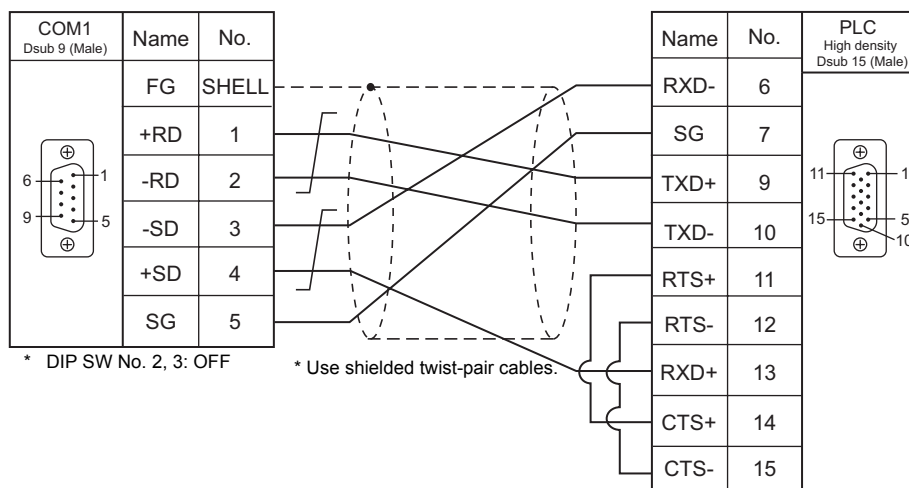 COM1
Dsub 9 (Male)
Name No.
FG SHELL
+RD 1
-RD 2
-SD 3
+SD 4
SG 5
6 1
9 5
* DIP SW No. 2, 3: OFF
* Use shielded twist-pair cables.
Name No.
RXD- 6
SG 7
TXD+ 9
TXD- 10
RTS+ 11
RTS- 12
RXD+ 13
CTS+ 14
CTS- 15
PLC
High density
Dsub 15 (Male)
11 1
15 5
10